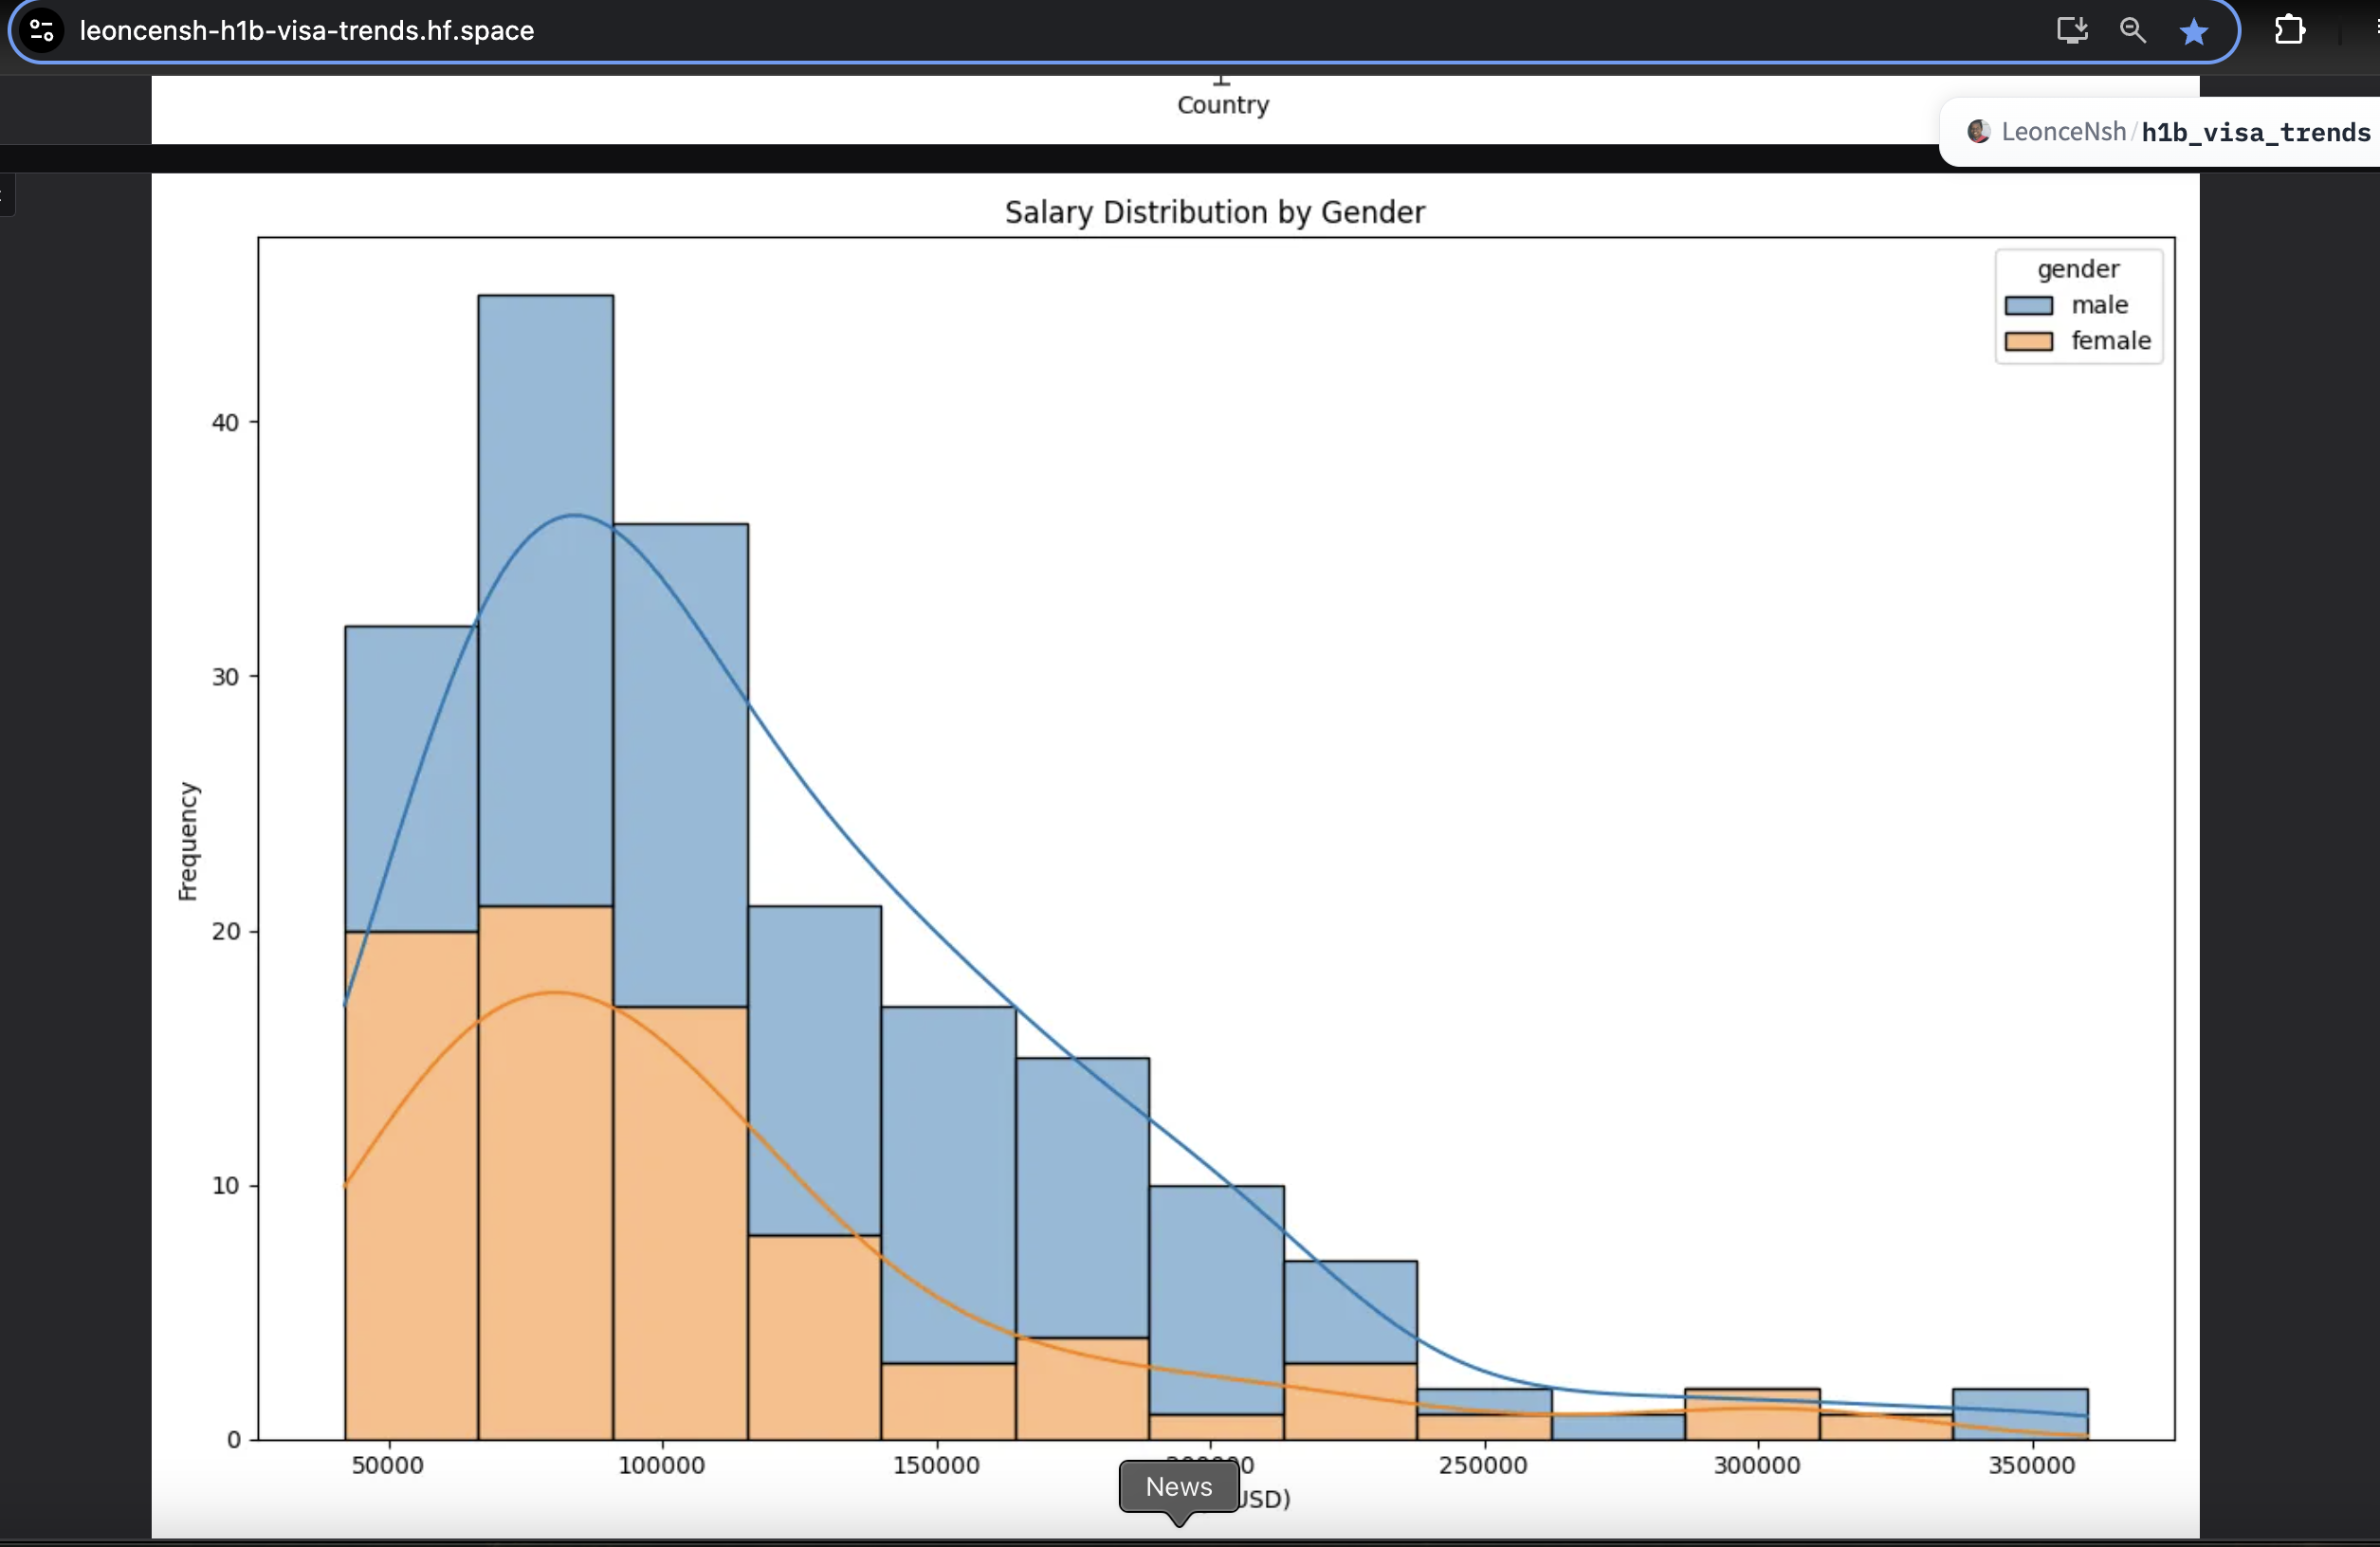 leoncensh-h1b-visa-trends.hf.space
Country
LeonceNsh/h1b_visa_trends
Salary Distribution by Gender
gender
male
female
Frequency
40
30
20
10
0
50000 100000 150000 250000 300000 350000
News
USD)